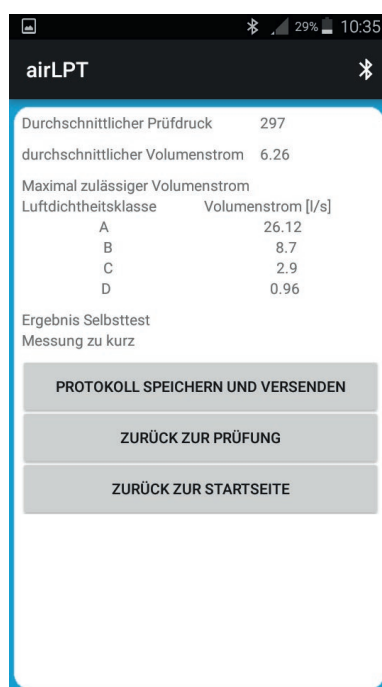 29% 10:35
airLPT
Durchschnittlicher Prüfdruck 297
durchschnittlicher Volumenstrom 6.26
Maximal zulässiger Volumenstrom
Luftdichtheitsklasse Volumenstrom [l/s]
A 26.12
B 8.7
C 2.9
D 0.96
Ergebnis Selbsttest
Messung zu kurz
PROTOKOLL SPEICHERN UND VERSENDEN
ZURÜCK ZUR PRÜFUNG
ZURÜCK ZUR STARTSEITE